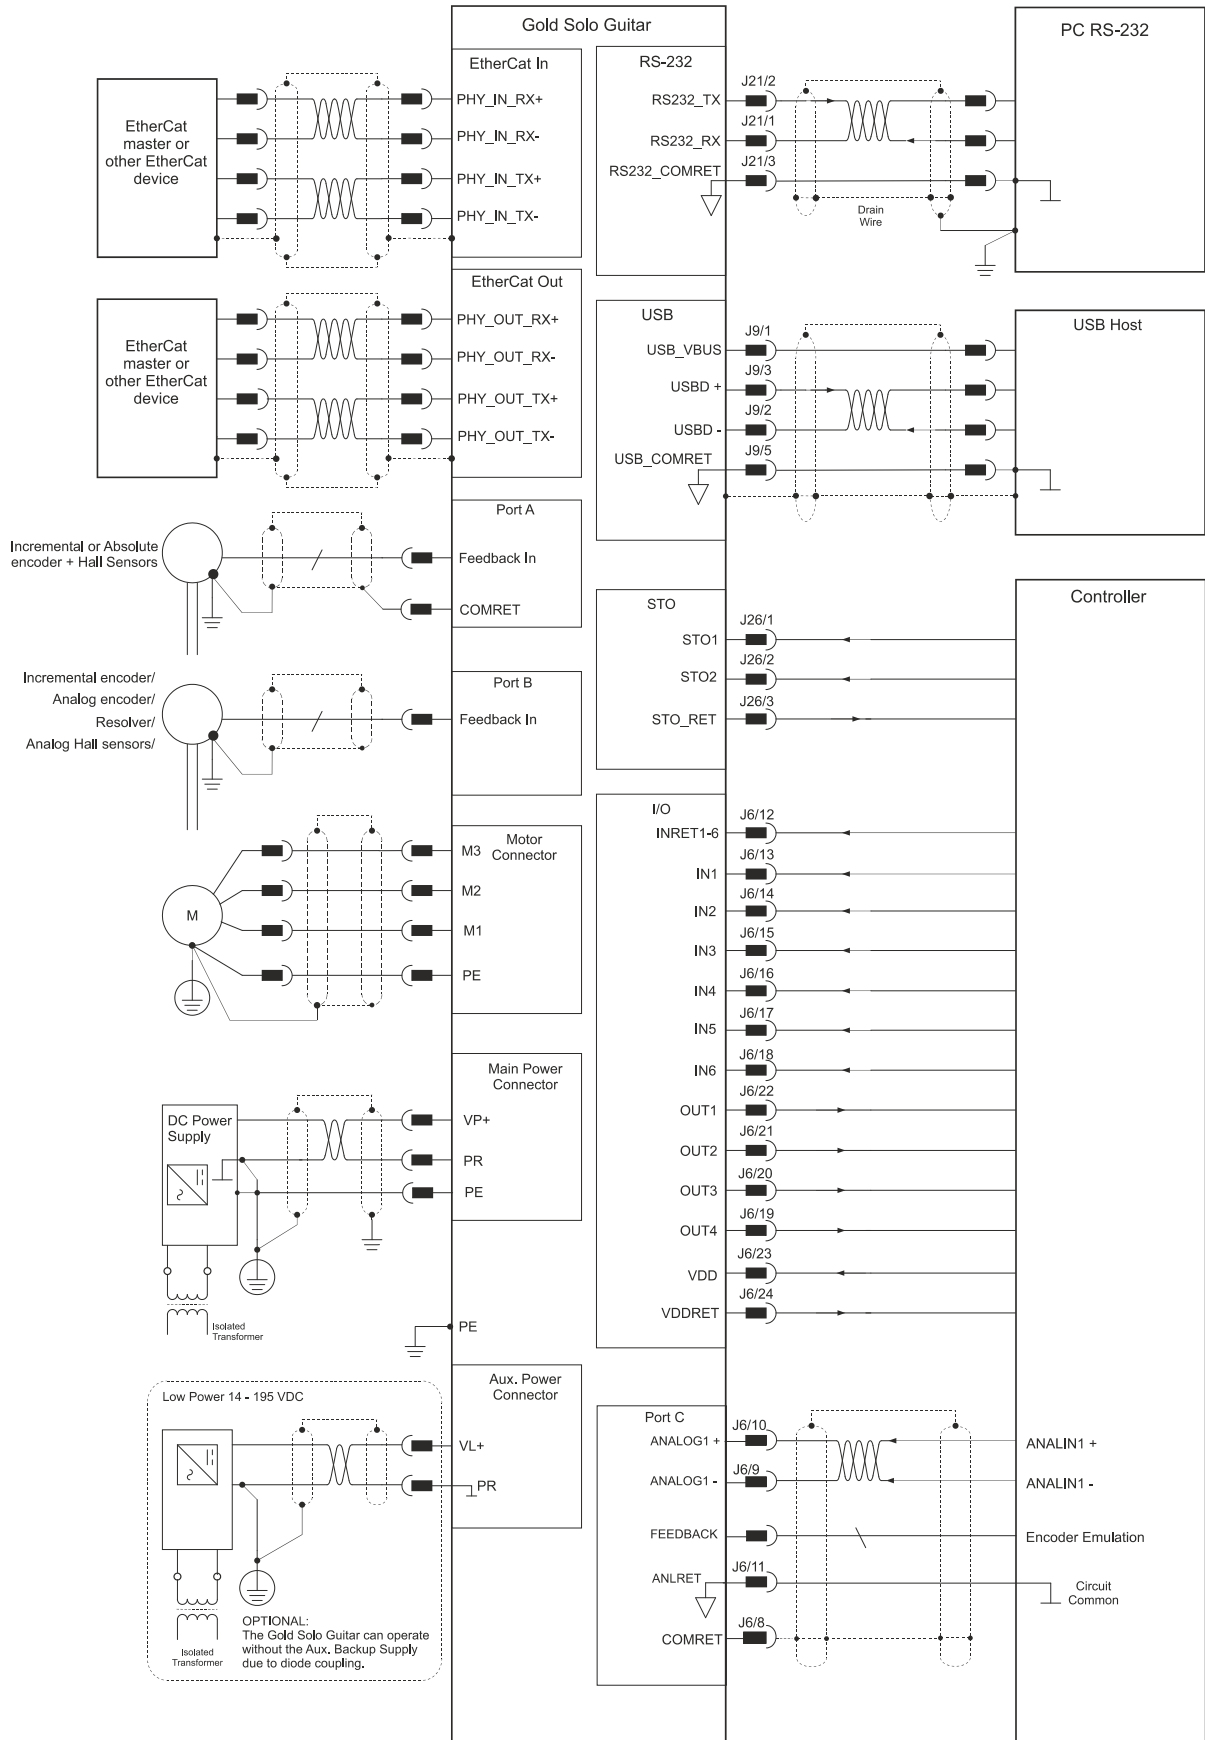 Gold Solo Guitar
EtherCat In
EtherCat
master or
other EtherCat
device
PHY_IN_RX+
PHY_IN_RX-
PHY_IN_TX+
PHY_IN_TX-
EtherCat Out
EtherCat
master or
other EtherCat
device
PHY_OUT_RX+
PHY_OUT_RX-
PHY_OUT_TX+
PHY_OUT_TX-
Port A
Incremental or Absolute
encoder + Hall Sensors
Feedback In
COMRET
Port B
Incremental encoder/
Analog encoder/
Resolver/
Analog Hall sensors/
Feedback In
Motor
Connector
M
M3
M2
M1
PE
Main Power
Connector
DC Power
Supply
VP+
PR
PE
Isolated
Transformer
PE
Aux. Power
Connector
Low Power 14 - 195 VDC
VL+
PR
Isolated
Transformer
OPTIONAL:
The Gold Solo Guitar can operate
without the Aux. Backup Supply
due to diode coupling.
RS-232
PC RS-232
RS232_TX
J21/2
RS232_RX
J21/1
RS232_COMRET
J21/3
Drain
Wire
USB
USB Host
USB_VBUS
J9/1
USBD +
J9/3
USBD -
J9/2
USB_COMRET
J9/5
STO
Controller
STO1
J26/1
STO2
J26/2
STO_RET
J26/3
I/O
INRET1-6
J6/12
IN1
J6/13
IN2
J6/14
IN3
J6/15
IN4
J6/16
IN5
J6/17
IN6
J6/18
OUT1
J6/22
OUT2
J6/21
OUT3
J6/20
OUT4
J6/19
VDD
J6/23
VDDRET
J6/24
Port C
ANALOG1 +
J6/10
ANALIN1 +
ANALOG1 -
J6/9
ANALIN1 -
FEEDBACK
Encoder Emulation
ANLRET
J6/11
Circuit
Common
COMRET
J6/8